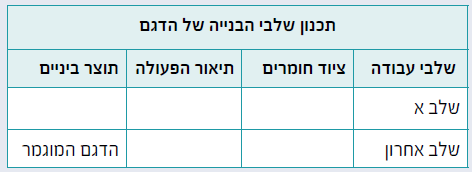 תכנון שלבי הבנייה של הדגם
שלבי עבודה ציוד חומרים תיאור הפעולה תוצר ביניים
שלב א
שלב אחרון הדגם המוגמר